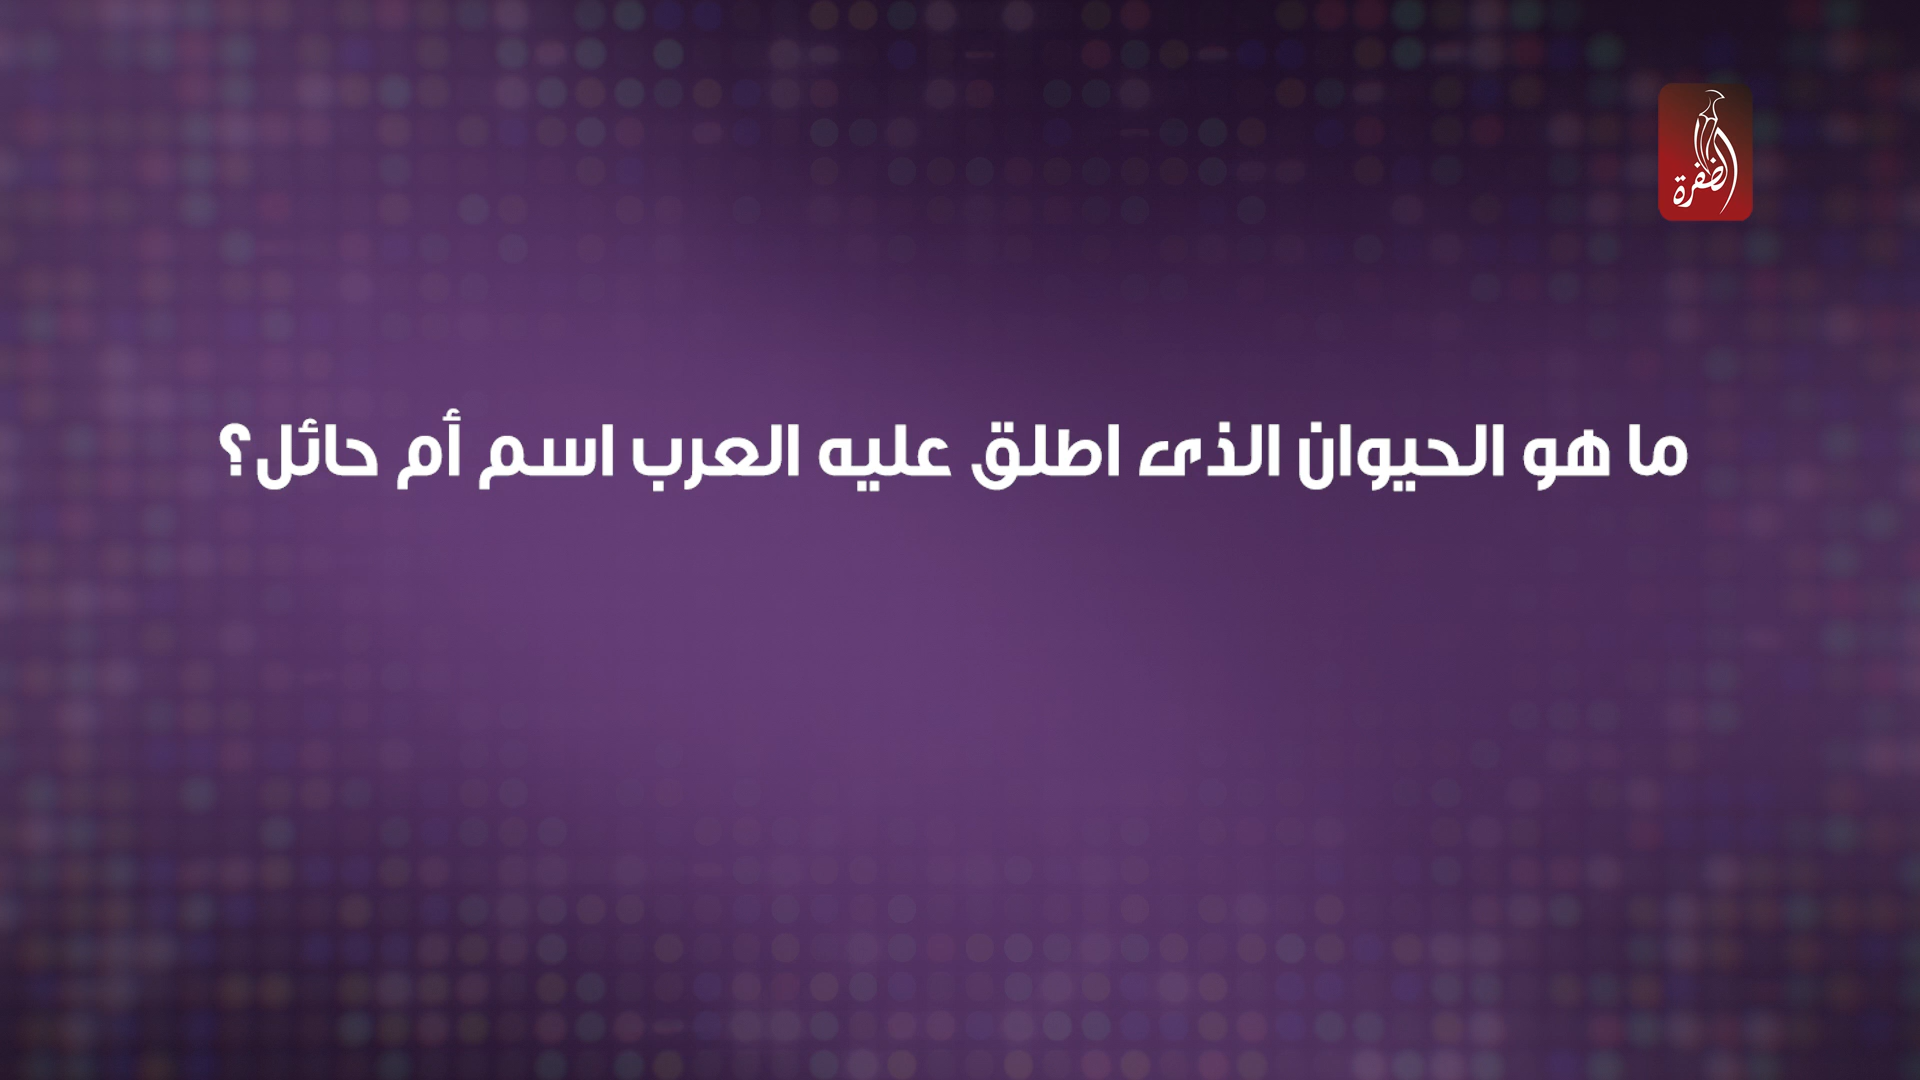 الظفرة
ما هو الحيوان الذى اطلق عليه العرب اسم أم حائل؟